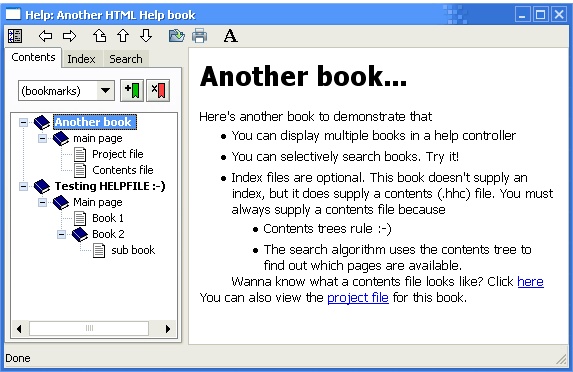 Help: Another HTML Help book
A
Contents Index Search
(bookmarks)
Another book
main page
Project file
Contents file
Testing HELPFILE :-)
Main page
Book 1
Book 2
sub book
Another book...
Here's another book to demonstrate that
You can display multiple books in a help controller
You can selectively search books. Try it!
Index files are optional. This book doesn't supply an
index, but it does supply a contents (.hhc) file. You must
always supply a contents file because
Contents trees rule :-)
The search algorithm uses the contents tree to
find out which pages are available.
Wanna know what a contents file looks like? Click here
You can also view the project file for this book.
Done